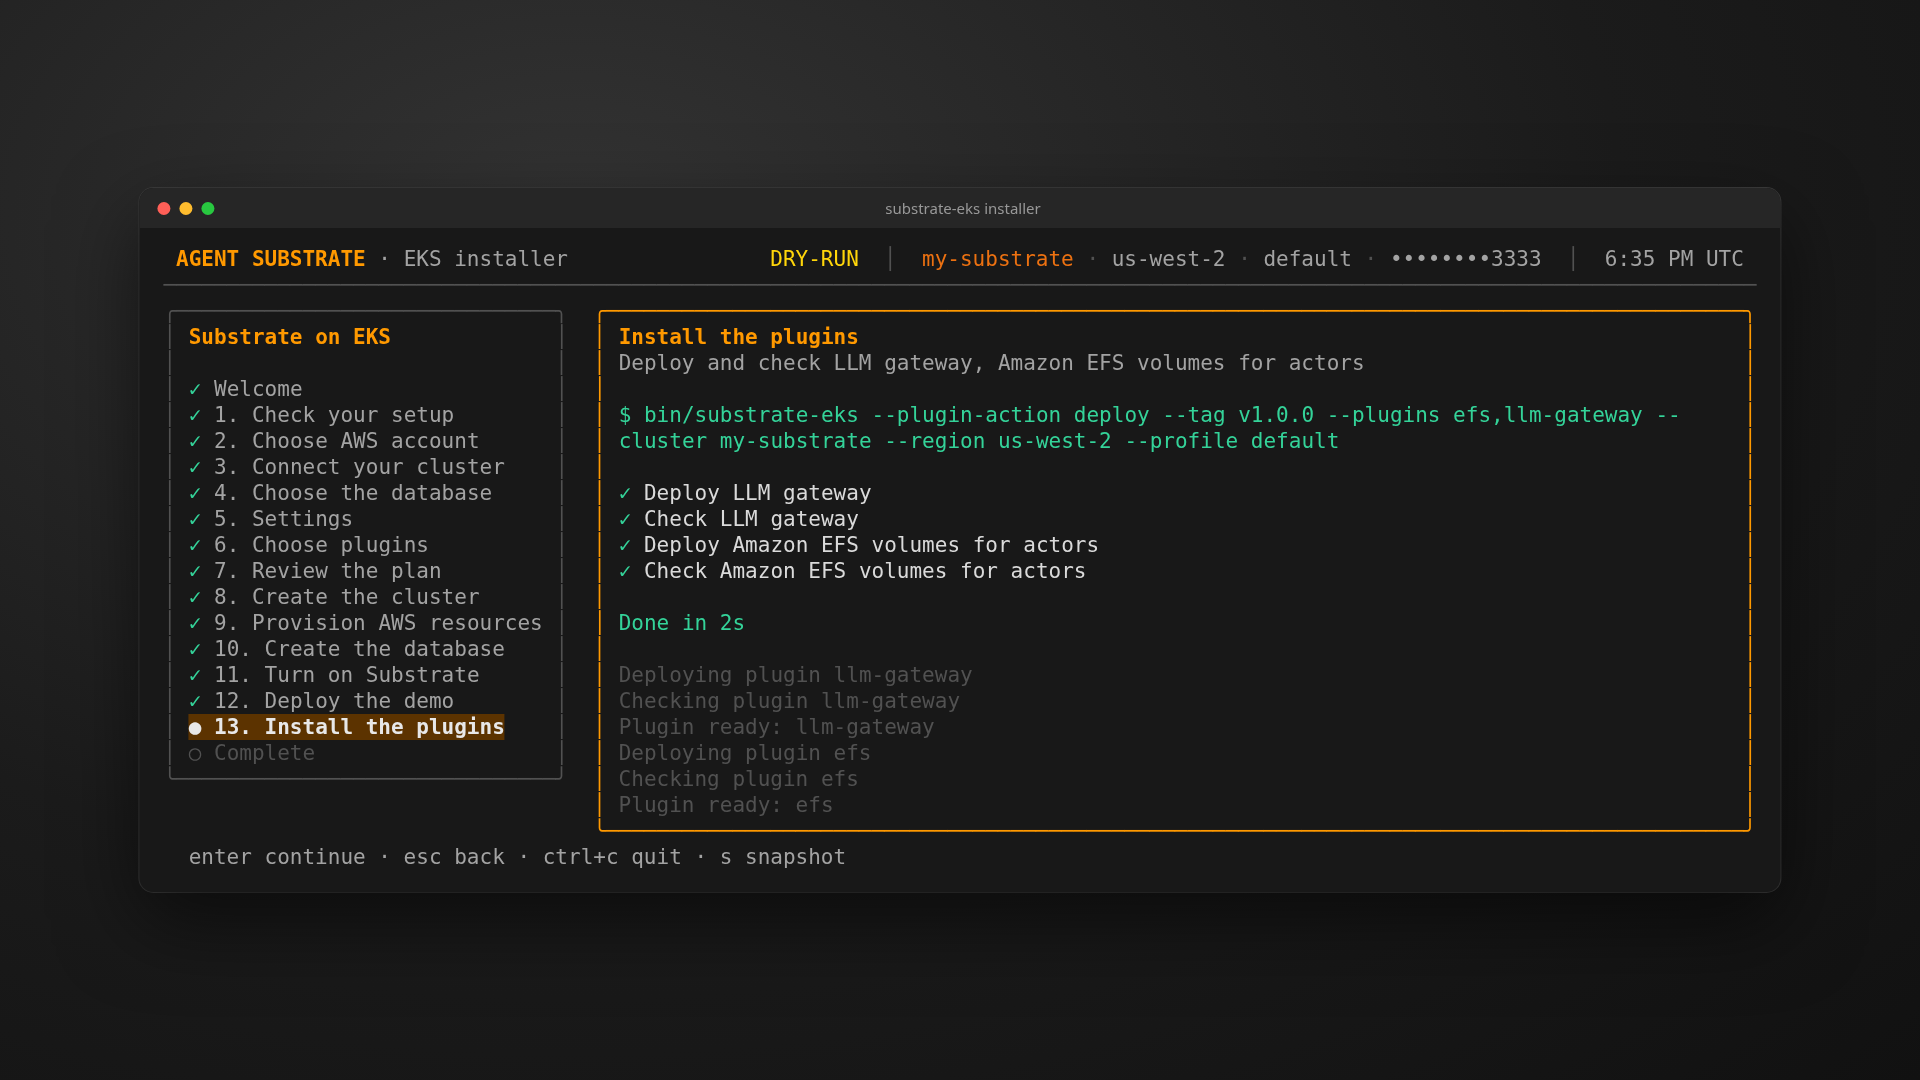 substrate-eks installer
AGENT SUBSTRATE · EKS installer DRY-RUN │ my-substrate · us-west-2 · default · ••••••••3333 │ 6:35 PM UTC
Substrate on EKS
✓ Welcome
✓ 1. Check your setup
✓ 2. Choose AWS account
✓ 3. Connect your cluster
✓ 4. Choose the database
✓ 5. Settings
✓ 6. Choose plugins
✓ 7. Review the plan
✓ 8. Create the cluster
✓ 9. Provision AWS resources
✓ 10. Create the database
✓ 11. Turn on Substrate
✓ 12. Deploy the demo
● 13. Install the plugins
○ Complete
Install the plugins
Deploy and check LLM gateway, Amazon EFS volumes for actors
$ bin/substrate-eks --plugin-action deploy --tag v1.0.0 --plugins efs,llm-gateway --
cluster my-substrate --region us-west-2 --profile default
✓ Deploy LLM gateway
✓ Check LLM gateway
✓ Deploy Amazon EFS volumes for actors
✓ Check Amazon EFS volumes for actors
Done in 2s
Deploying plugin llm-gateway
Checking plugin llm-gateway
Plugin ready: llm-gateway
Deploying plugin efs
Checking plugin efs
Plugin ready: efs
enter continue · esc back · ctrl+c quit · s snapshot